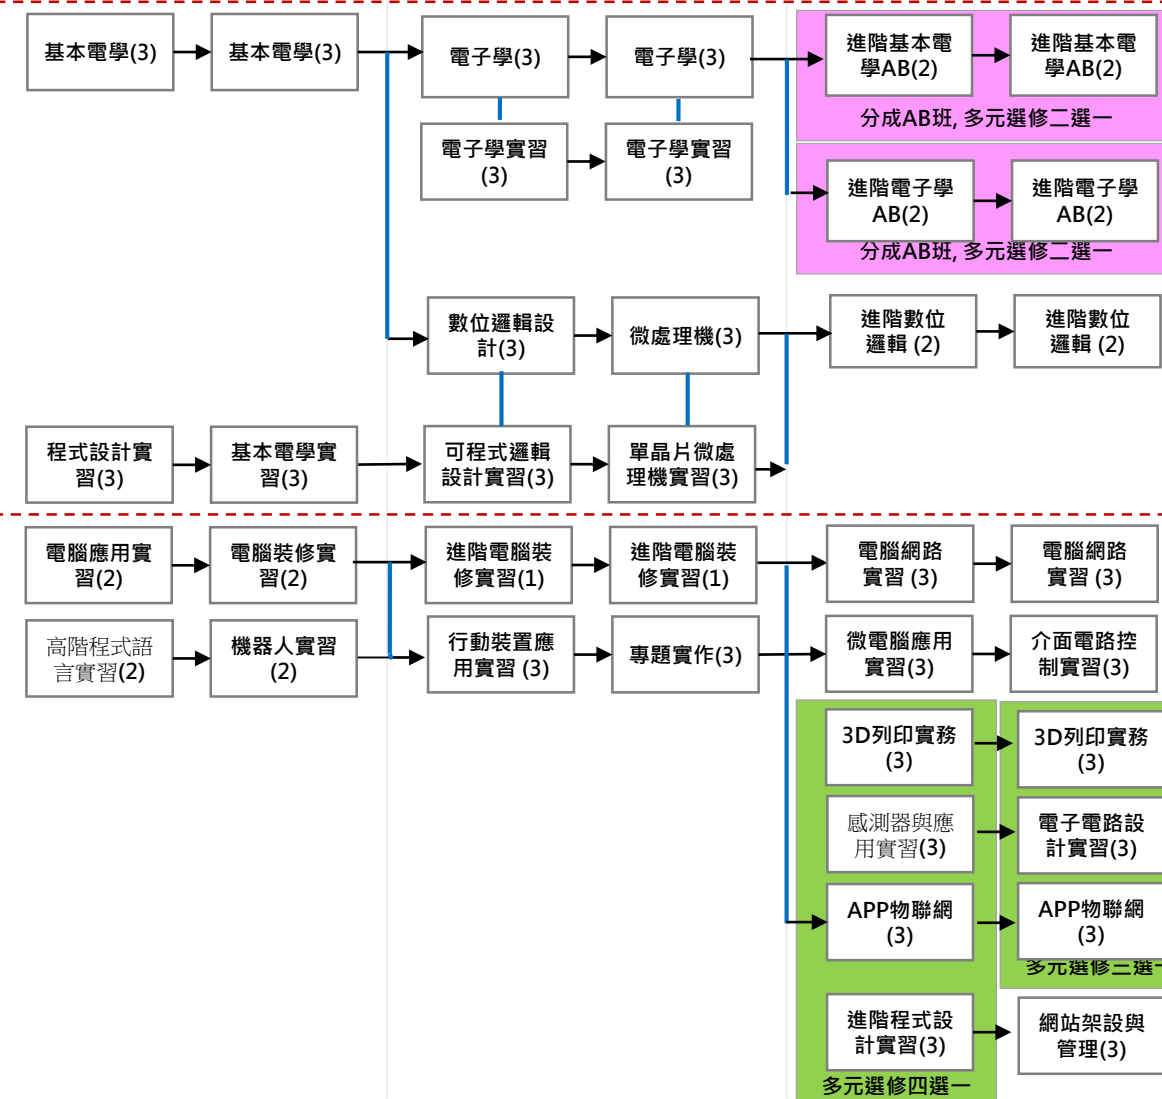 基本電學(3)
基本電學(3)
電子學(3)
電子學(3)
進階基本電
學AB(2)
進階基本電
學AB(2)
分成AB班, 多元選修二選一
電子學實習
(3)
電子學實習
(3)
進階電子學
AB(2)
進階電子學
AB(2)
分成AB班, 多元選修二選一
數位邏輯設
計(3)
微處理機(3)
進階數位
邏輯 (2)
進階數位
邏輯 (2)
程式設計實
習(3)
基本電學實
習(3)
可程式邏輯
設計實習(3)
單晶片微處
理機實習(3)
電腦應用實
習(2)
電腦裝修實
習(2)
進階電腦裝
修實習(1)
進階電腦裝
修實習(1)
電腦網路
實習 (3)
電腦網路
實習 (3)
高階程式語
言實習(2)
機器人實習
(2)
行動裝置應
用實習 (3)
專題實作(3)
微電腦應用
實習(3)
介面電路控
制實習(3)
3D列印實務
(3)
3D列印實務
(3)
感測器與應
用實習(3)
電子電路設
計實習(3)
APP物聯網
(3)
APP物聯網
(3)
多元選修三選一
進階程式設
計實習(3)
網站架設與
管理(3)
多元選修四選一